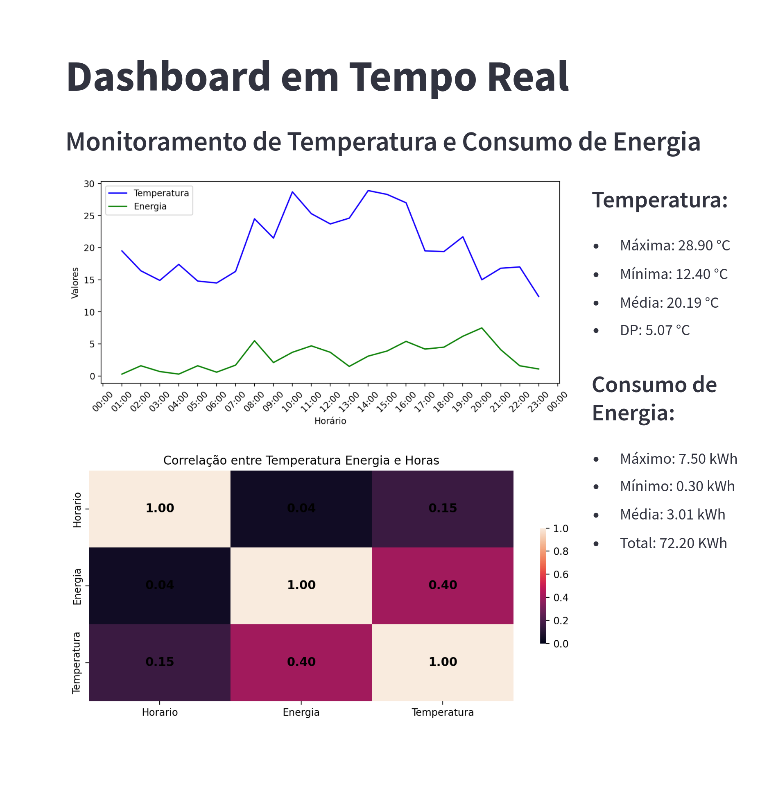 Dashboard em Tempo Real
Monitoramento de Temperatura e Consumo de Energia
Temperatura
Energia
30
25
20
15
10
5
0
Valores
00:00
01:00
02:00
03:00
04:00
05:00
06:00
07:00
08:00
09:00
10:00
11:00
12:00
13:00
14:00
15:00
16:00
17:00
18:00
19:00
20:00
21:00
22:00
23:00
00:00
Horário
Temperatura:
• Máxima: 28.90 °C
• Mínima: 12.40 °C
• Média: 20.19 °C
• DP: 5.07 °C
Consumo de
Energia:
• Máximo: 7.50 kWh
• Mínimo: 0.30 kWh
• Média: 3.01 kWh
• Total: 72.20 KWh
Correlação entre Temperatura Energia e Horas
Horario
1.00 0.04 0.15
Energia
0.04 1.00 0.40
Temperatura
0.15 0.40 1.00
Horario Energia Temperatura
1.0
0.8
0.6
0.4
0.2
0.0